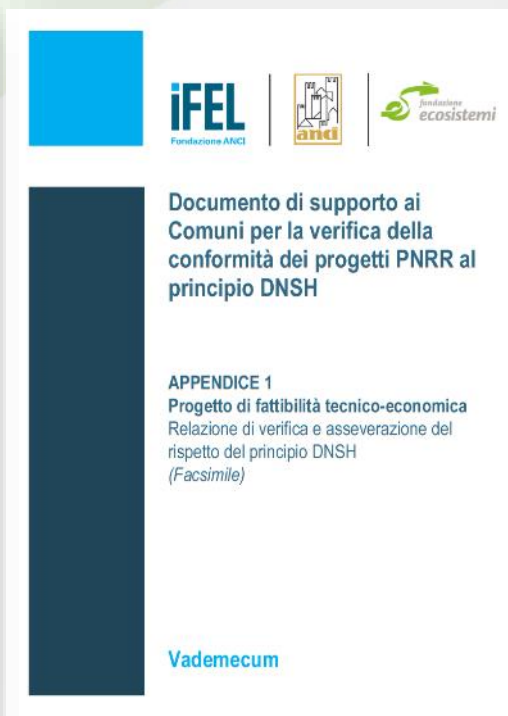 iFEL
Fondazione ANCI
anci
fondazione
ecosistemi
Documento di supporto ai
Comuni per la verifica della
conformità dei progetti PNRR al
principio DNSH
APPENDICE 1
Progetto di fattibilità tecnico-economica
Relazione di verifica e asseverazione del
rispetto del principio DNSH
(Facsimile)
Vademecum